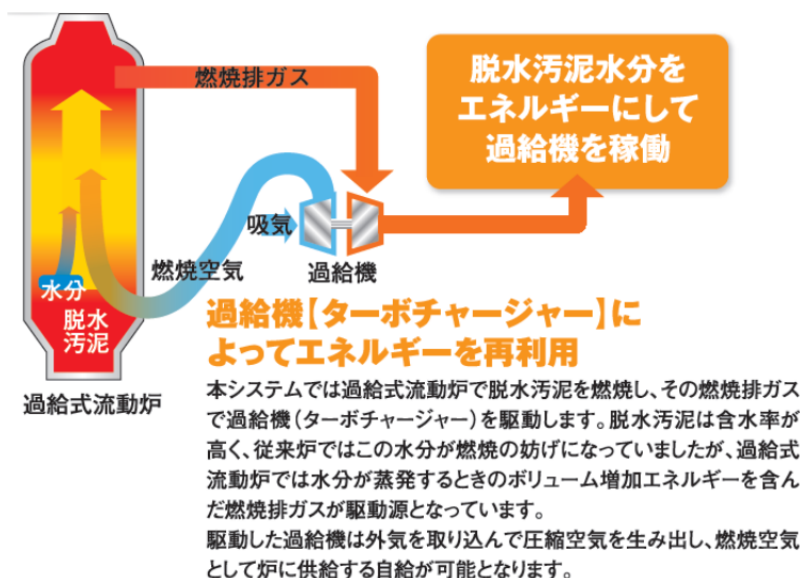 燃焼排ガス
脱水汚泥水分を
エネルギーにして
過給機を稼働
吸気
燃焼空気
過給機
水分
脱水
汚泥
過給式流動炉
過給機【ターボチャージャー】に
よってエネルギーを再利用
本システムでは過給式流動炉で脱水汚泥を燃焼し、その燃焼排ガス
で過給機（ターボチャージャー）を駆動します。脱水汚泥は含水率が
高く、従来炉ではこの水分が燃焼の妨げになっていましたが、過給式
流動炉では水分が蒸発するときのボリューム増加エネルギーを含ん
だ燃焼排ガスが駆動源となっています。
駆動した過給機は外気を取り込んで圧縮空気を生み出し、燃焼空気
として炉に供給する自給が可能となります。